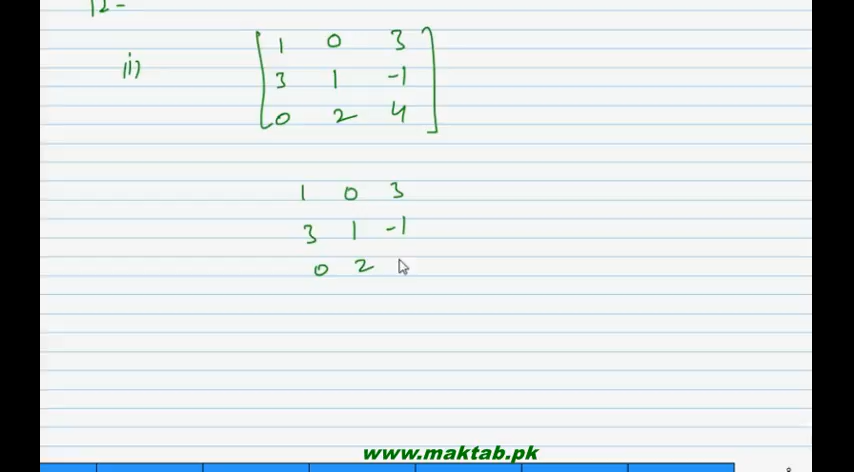 12-
ii)
1 0 3
3 1 -1
0 2 4
1 0 3
3 1 -1
0 2
www.maktab.pk